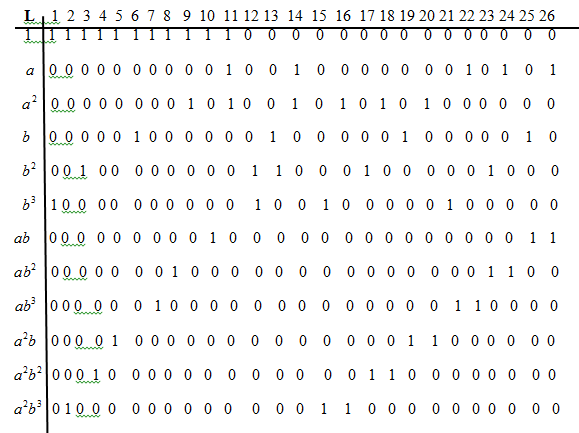 L 1 2 3 4 5 6 7 8 9 10 11 12 13 14 15 16 17 18 19 20 21 22 23 24 25 26
1 1 1 1 1 1 1 1 1 1 1 1 0 0 0 0 0 0 0 0 0 0 0 0 0 0 0
a 0 0 0 0 0 0 0 0 0 0 1 0 0 1 0 0 0 0 0 0 0 1 0 1 0 1
a² 0 0 0 0 0 0 0 0 1 0 1 0 0 1 0 1 0 1 0 1 0 0 0 0 0 0
b 0 0 0 0 0 1 0 0 0 0 0 0 1 0 0 0 0 0 1 0 0 0 0 0 1 0
b² 0 0 1 0 0 0 0 0 0 0 0 1 1 0 0 0 1 0 0 0 0 0 1 0 0 0
b³ 1 0 0 0 0 0 0 0 0 0 0 1 0 0 1 0 0 0 0 0 1 0 0 0 0 0
ab 0 0 0 0 0 0 0 0 0 1 0 0 0 0 0 0 0 0 0 0 0 0 0 0 1 1
ab² 0 0 0 0 0 0 0 1 0 0 0 0 0 0 0 0 0 0 0 0 0 0 1 1 0 0
ab³ 0 0 0 0 0 0 1 0 0 0 0 0 0 0 0 0 0 0 0 0 1 1 0 0 0 0
a²b 0 0 0 0 1 0 0 0 0 0 0 0 0 0 0 0 0 0 1 1 0 0 0 0 0 0
a²b² 0 0 0 1 0 0 0 0 0 0 0 0 0 0 0 0 1 1 0 0 0 0 0 0 0 0
a²b³ 0 1 0 0 0 0 0 0 0 0 0 0 0 0 1 1 0 0 0 0 0 0 0 0 0 0